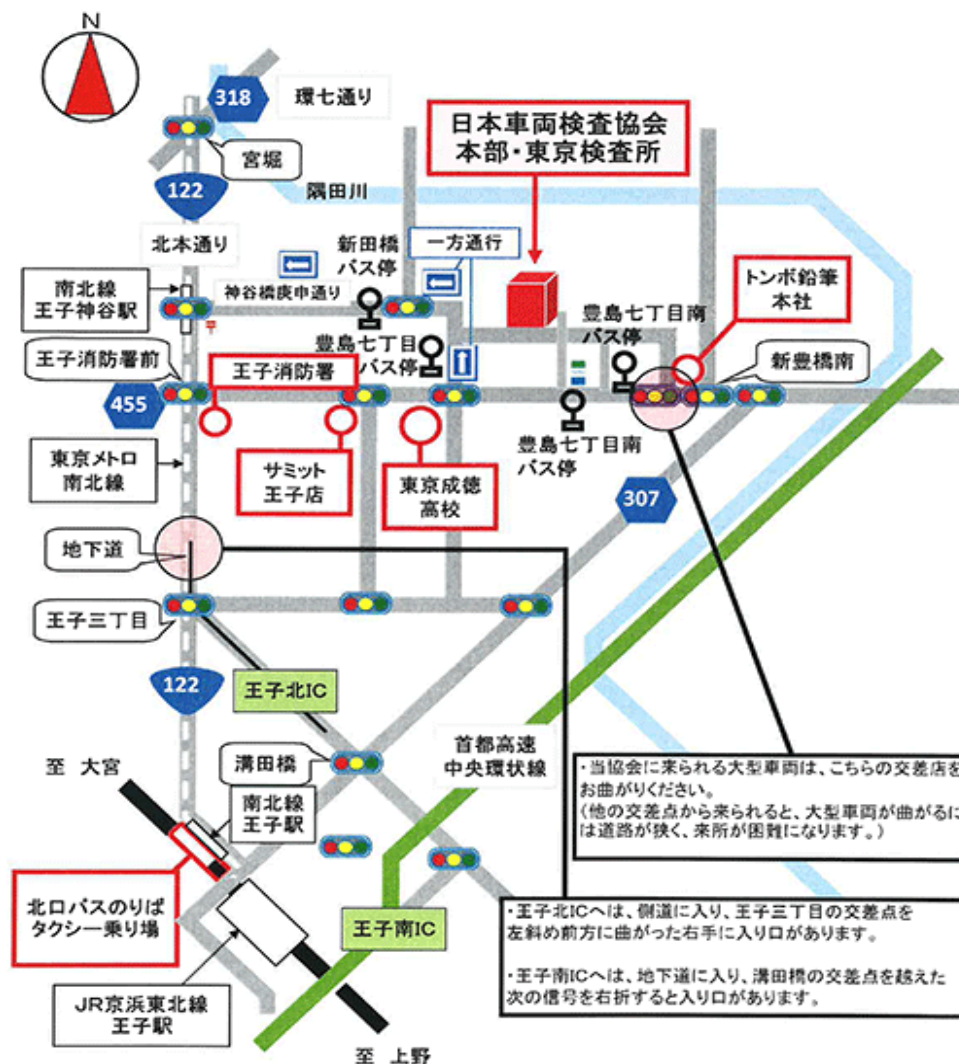 N
318
環七通り
宮堀
122
隅田川
日本車両検査協会
本部・東京検査所
北本通り
新田橋
バス停
一方通行
南北線
王子神谷駅
神谷橋庚申通り
豊島七丁目南
バス停
トンボ鉛筆
本社
豊島七丁目
バス停
王子消防署前
王子消防署
新豊橋南
455
東京メトロ
南北線
サミット
王子店
東京成徳
高校
豊島七丁目南
バス停
307
地下道
王子三丁目
122
王子北IC
首都高速
中央環状線
溝田橋
至 大宮
南北線
王子駅
・当協会に来られる大型車両は、こちらの交差店を
お曲がりください。
(他の交差点から来られると、大型車両が曲がるに
は道路が狭く、来所が困難になります。)
北口バスのりば
タクシー乗り場
王子南IC
・王子北ICへは、側道に入り、王子三丁目の交差点を
左斜め前方に曲がった右手に入り口があります。
・王子南ICへは、地下道に入り、溝田橋の交差点を越えた
次の信号を右折すると入り口があります。
JR京浜東北線
王子駅
至 上野